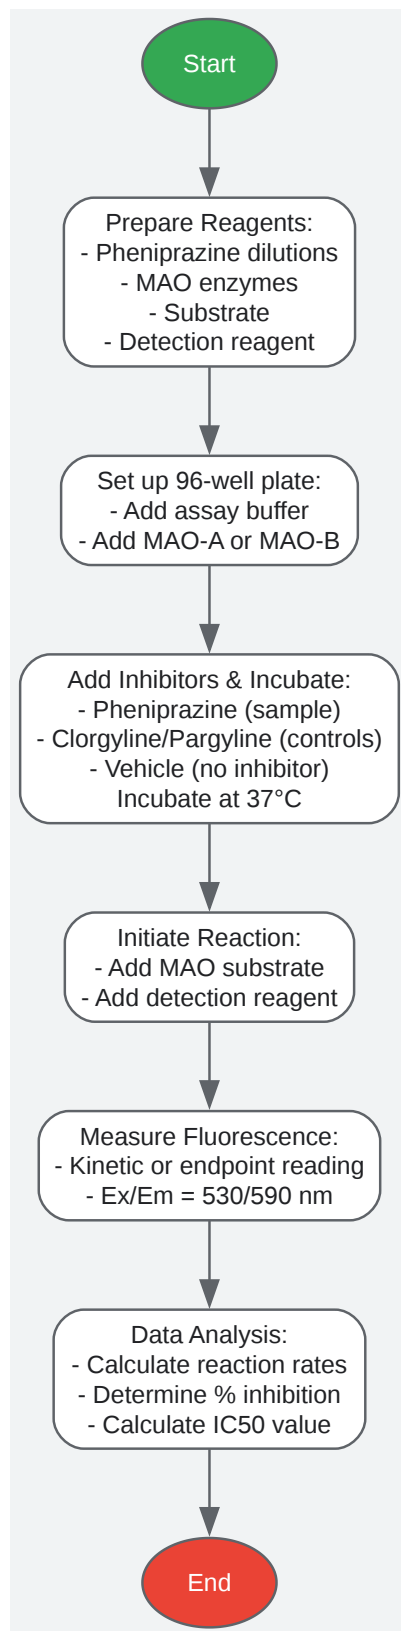 Start
Prepare Reagents:
- Pheniprazine dilutions
- MAO enzymes
- Substrate
- Detection reagent
Set up 96-well plate:
- Add assay buffer
- Add MAO-A or MAO-B
Add Inhibitors & Incubate:
- Pheniprazine (sample)
- Clorgyline/Pargyline (controls)
- Vehicle (no inhibitor)
Incubate at 37°C
Initiate Reaction:
- Add MAO substrate
- Add detection reagent
Measure Fluorescence:
- Kinetic or endpoint reading
- Ex/Em = 530/590 nm
Data Analysis:
- Calculate reaction rates
- Determine % inhibition
- Calculate IC50 value
End